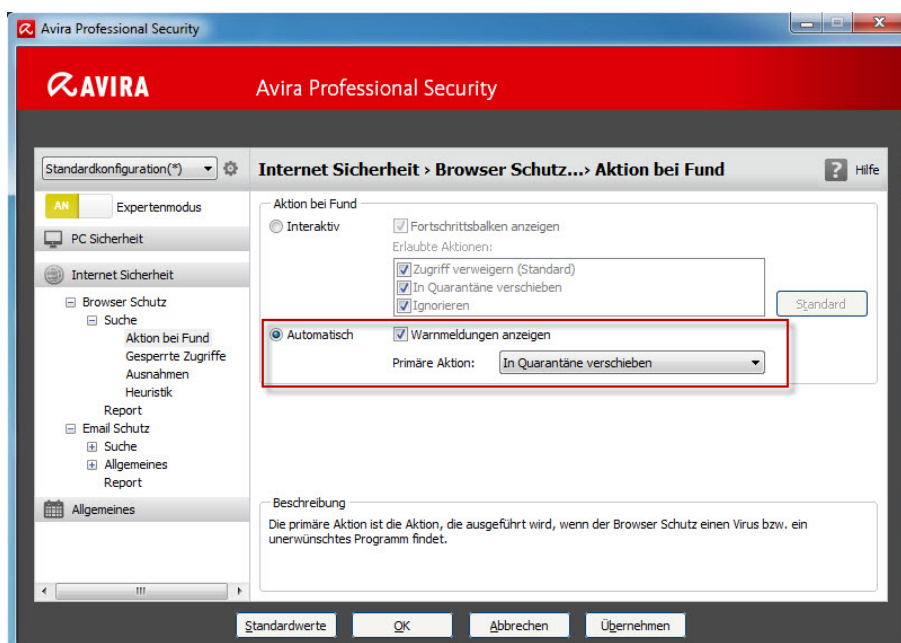 Avira Professional Security
AVIRA
Avira Professional Security
Standardkonfiguration(*)
Internet Sicherheit › Browser Schutz...› Aktion bei Fund
? Hilfe
AN Expertenmodus
PC Sicherheit
Internet Sicherheit
Browser Schutz
Suche
Aktion bei Fund
Gesperrte Zugriffe
Ausnahmen
Heuristik
Report
Email Schutz
Suche
Allgemeines
Report
Allgemeines
Aktion bei Fund
Interaktiv
Fortschrittsbalken anzeigen
Erlaubte Aktionen:
Zugriff verweigern (Standard)
In Quarantäne verschieben
Ignorieren
Standard
Automatisch
Warnmeldungen anzeigen
Primäre Aktion: In Quarantäne verschieben
Beschreibung
Die primäre Aktion ist die Aktion, die ausgeführt wird, wenn der Browser Schutz einen Virus bzw. ein
unerwünschtes Programm findet.
Standardwerte
OK
Abbrechen
Übernehmen